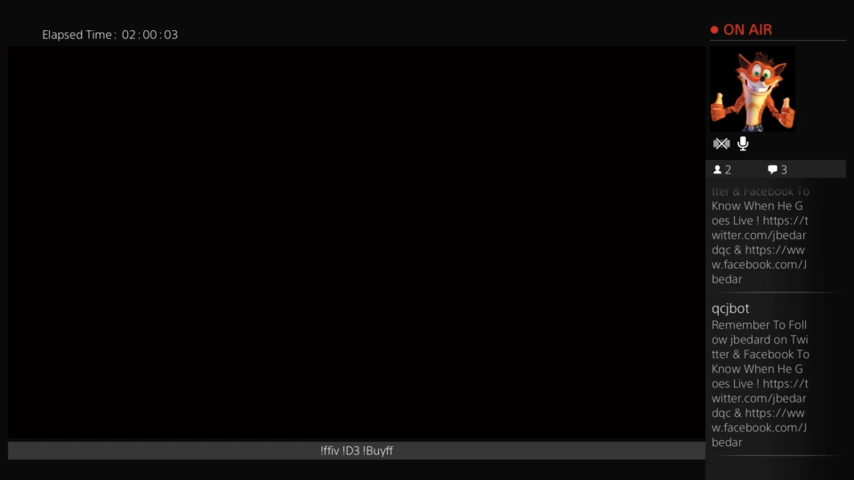 Elapsed Time: 02:00:03
ON AIR
2 3
tter & Facebook To
Know When He G
oes Live ! https://t
witter.com/jbedar
dqc & https://ww
w.facebook.com/J
bedar
qcjbot
Remember To Foll
ow jbedard on Twi
tter & Facebook To
Know When He G
oes Live ! https://t
witter.com/jbedar
dqc & https://ww
w.facebook.com/J
bedar
!ffiv !D3 !Buyff